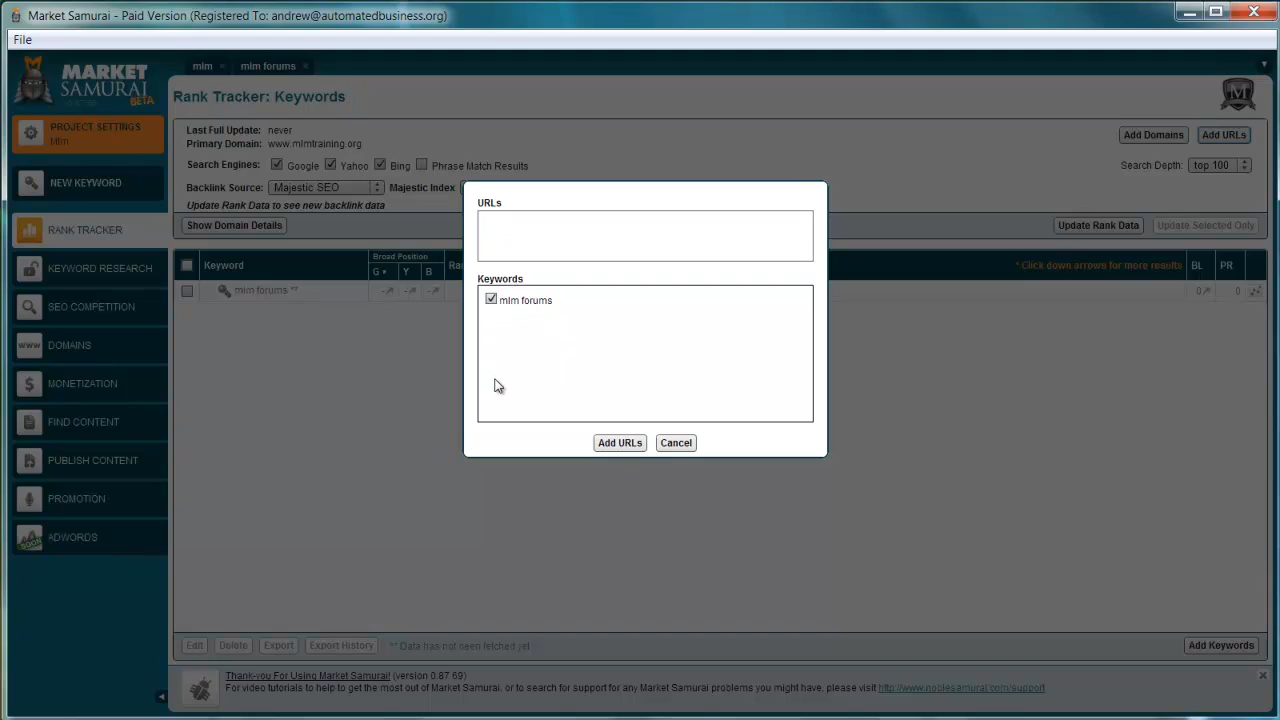 Market Samurai - Paid Version (Registered To: andrew@automatedbusiness.org)
File
MARKET SAMURAI BETA
mlm
mlm forums
Rank Tracker: Keywords
PROJECT SETTINGS
Mlm
Last Full Update: never
Primary Domain: www.mlmtraining.org
Add Domains
Add URLs
Search Engines: Google Yahoo Bing Phrase Match Results
Search Depth: top 100
NEW KEYWORD
Backlink Source: Majestic SEO Majestic Index
Update Rank Data to see new backlink data
Show Domain Details
Update Rank Data
Update Selected Only
RANK TRACKER
Keyword
Broad Position
G Y B
* Click down arrows for more results
BL
PR
mlm forums **
- - -
0
0
URLs
Keywords
mlm forums
Add URLs
Cancel
KEYWORD RESEARCH
SEO COMPETITION
www DOMAINS
$ MONETIZATION
FIND CONTENT
PUBLISH CONTENT
PROMOTION
ADWORDS
Edit
Delete
Export
Export History
** Data has not been fetched yet
Add Keywords
Thank-you For Using Market Samurai! (version 0.87.69)
For video tutorials to help to get the most out of Market Samurai, or to search for support for any Market Samurai problems you might have, please visit http://www.noblesamurai.com/support